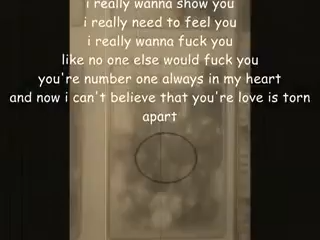 i really wanna show you
i really need to feel you
i really wanna fuck you
like no one else would fuck you
you're number one always in my heart
and now i can't believe that you're love is torn
apart